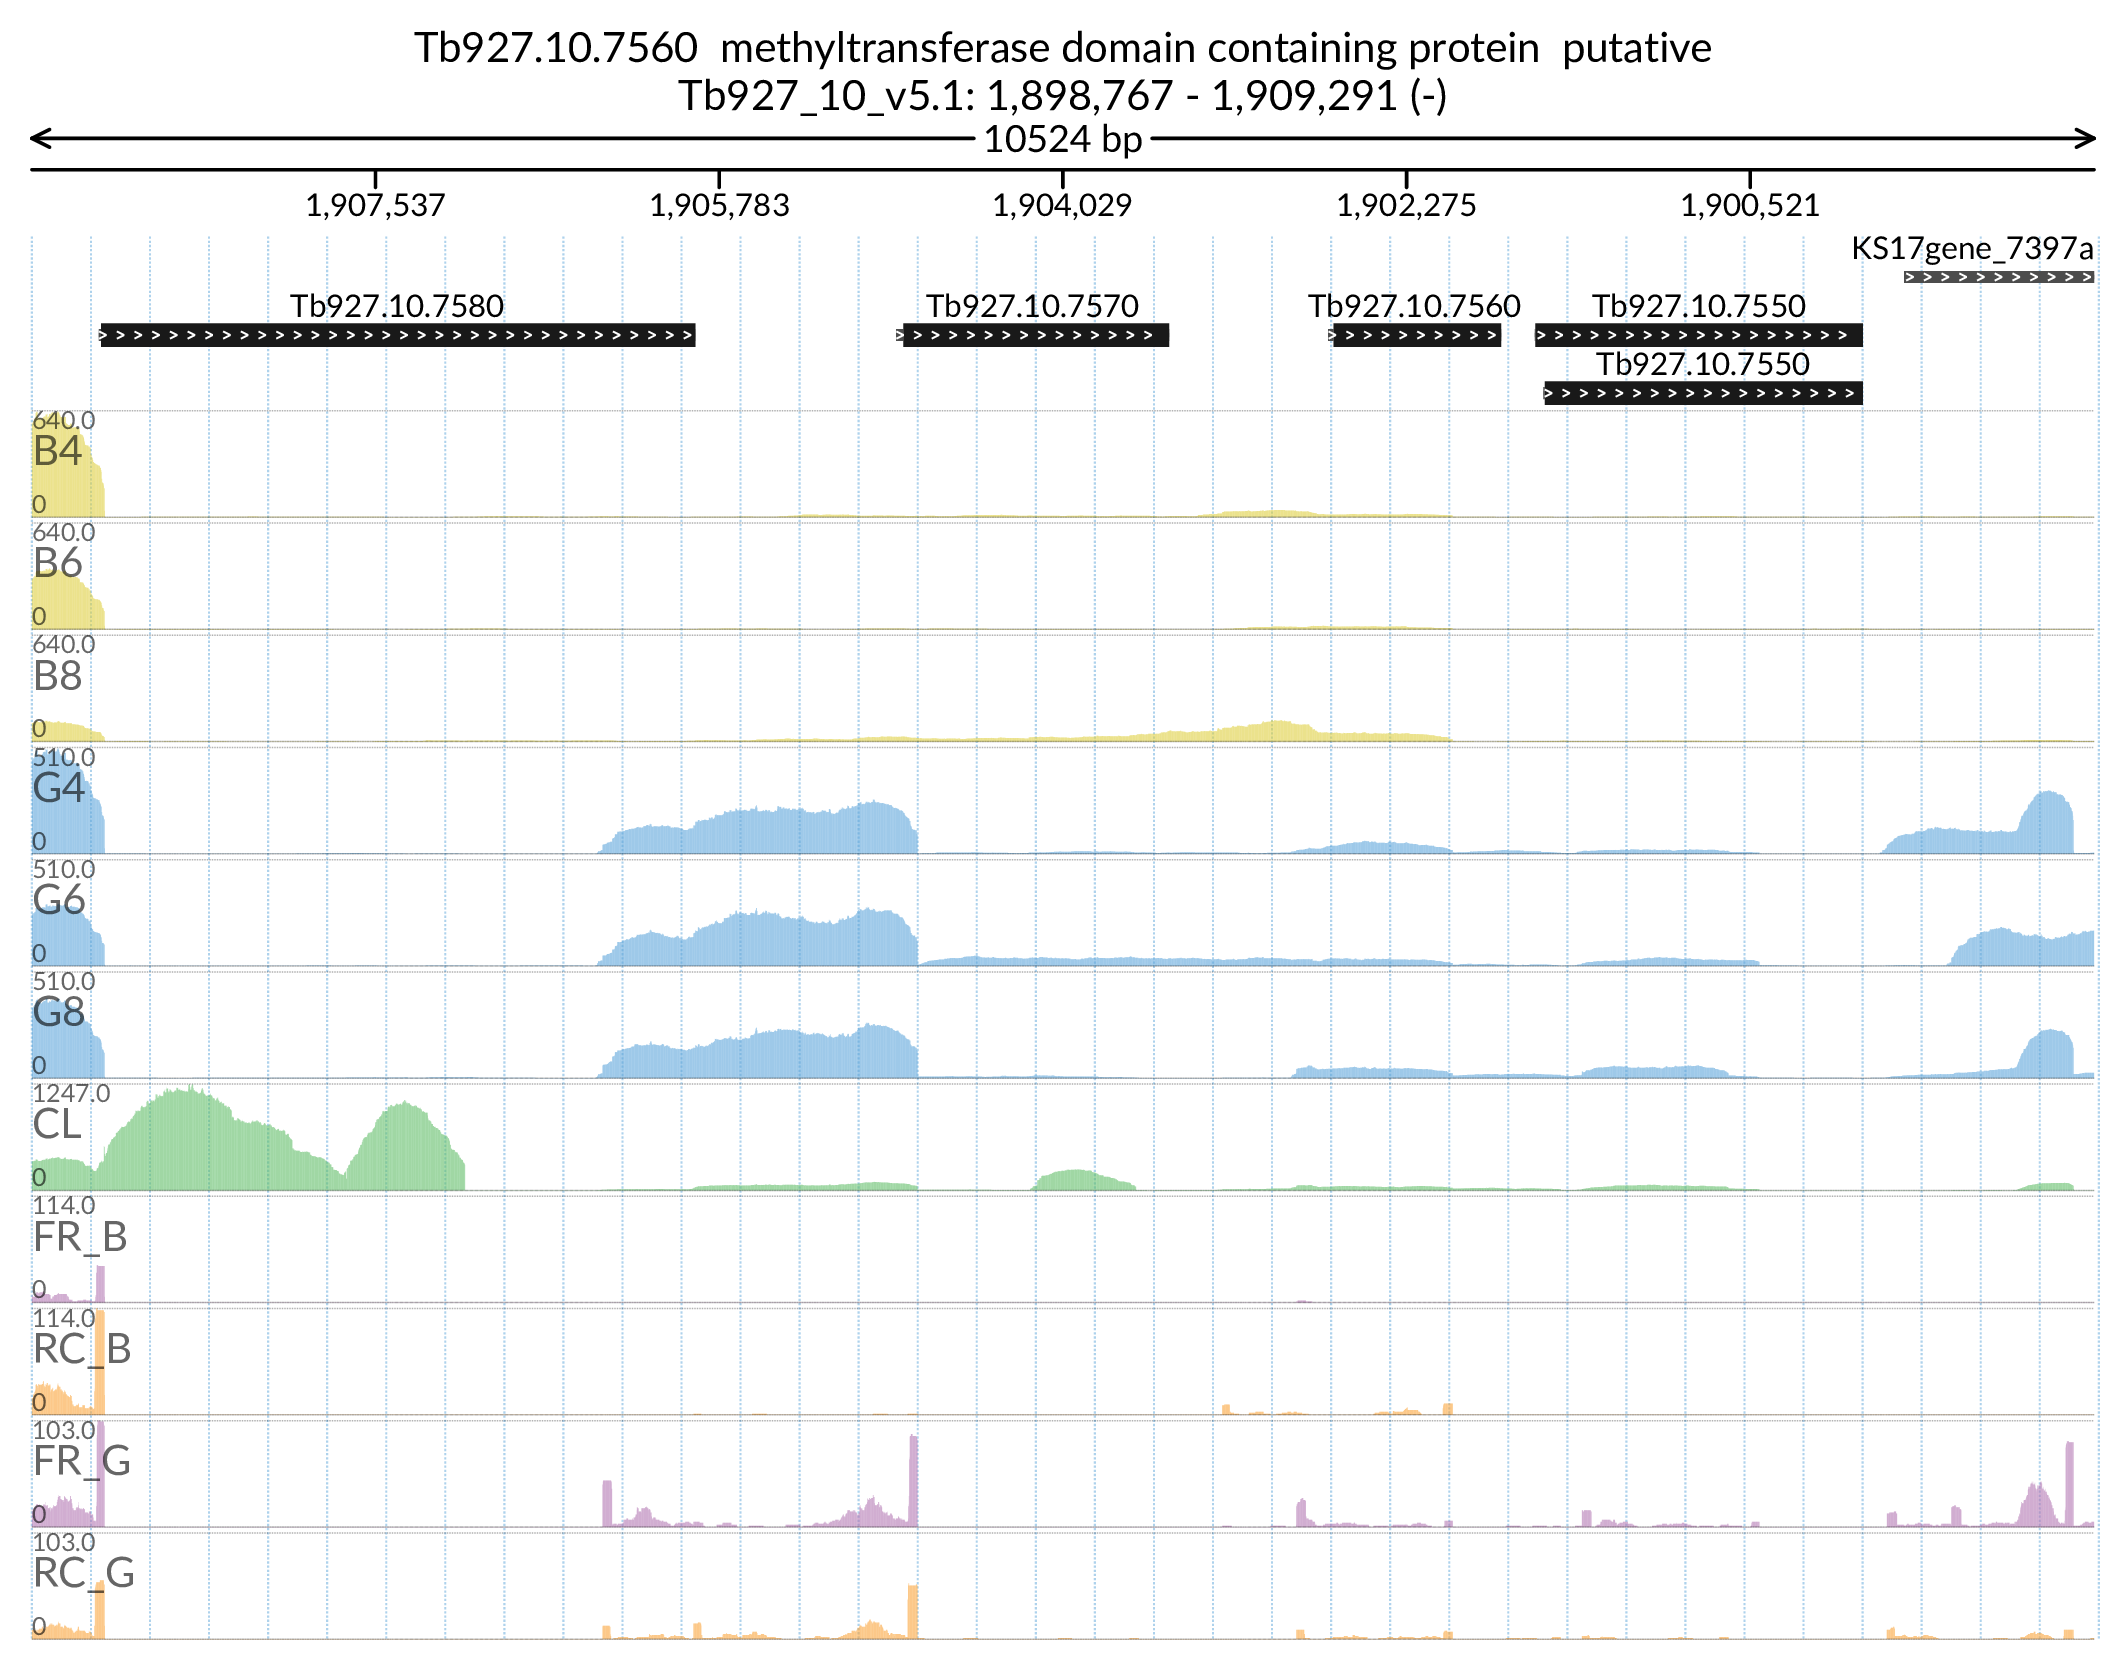 Tb927.10.7560  methyltransferase domain containing protein  putative
Tb927_10_v5.1: 1,898,767 - 1,909,291 (-)
10524 bp
1,907,537 1,905,783 1,904,029 1,902,275 1,900,521
KS17gene_7397a
Tb927.10.7580 Tb927.10.7570 Tb927.10.7560 Tb927.10.7550
Tb927.10.7550
640.0
B4
0
640.0
B6
0
640.0
B8
0
510.0
G4
0
510.0
G6
0
510.0
G8
0
1247.0
CL
0
114.0
FR_B
0
114.0
RC_B
0
103.0
FR_G
0
103.0
RC_G
0